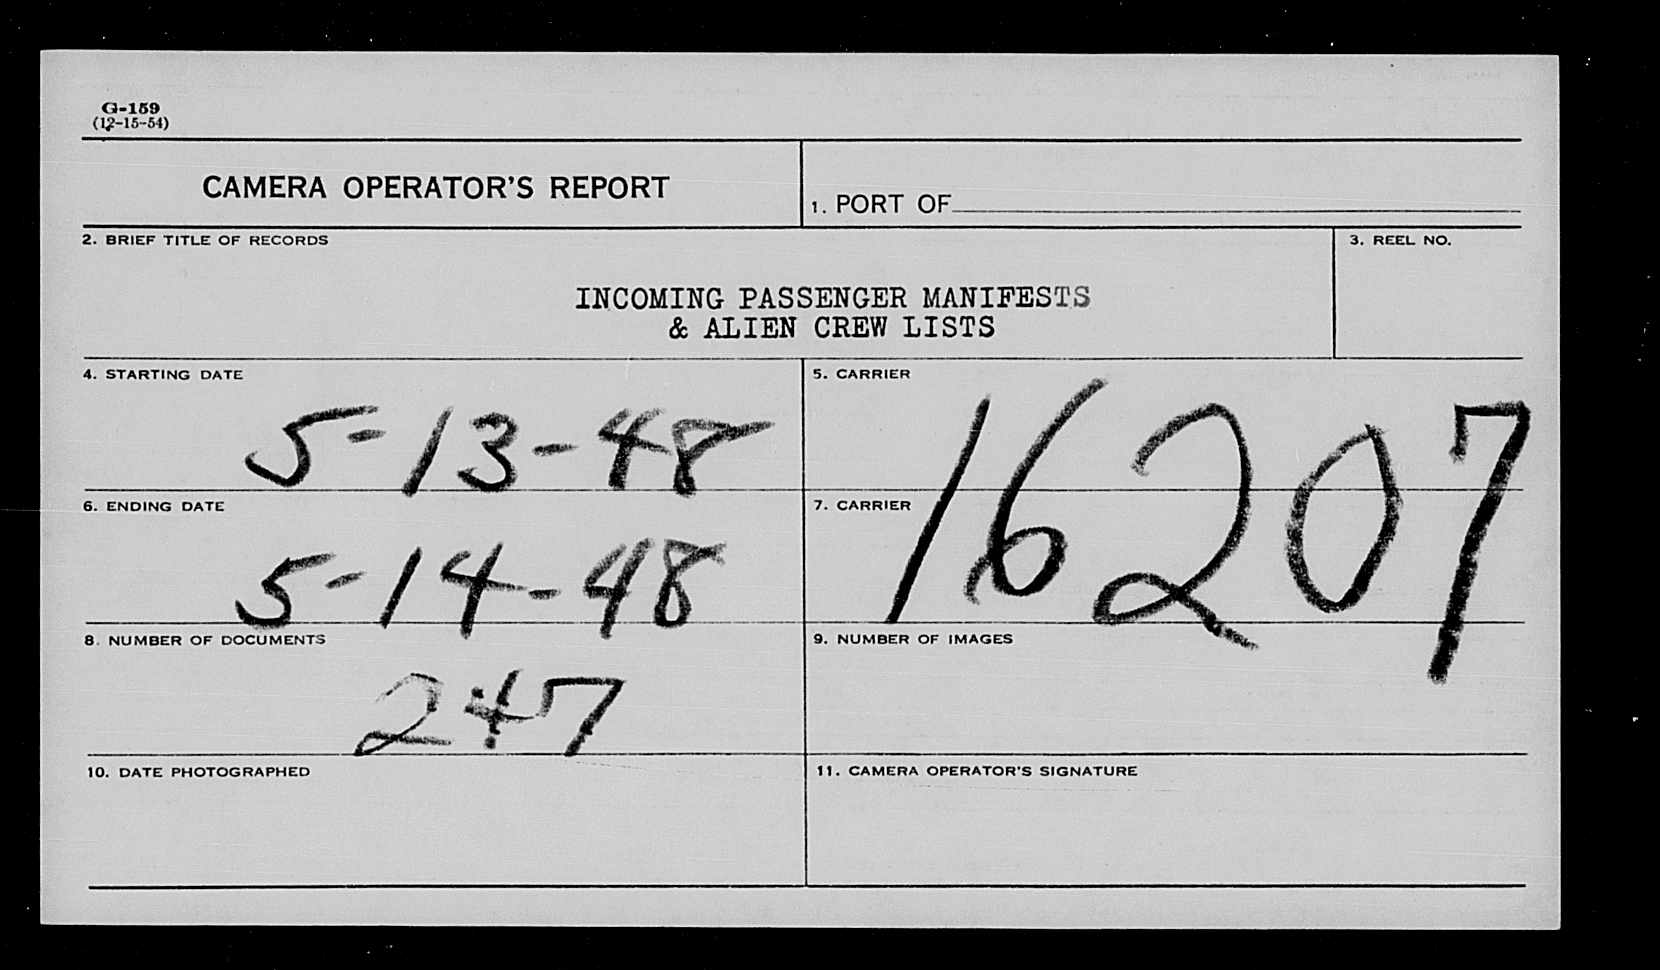 G-159
(12-15-54)
CAMERA OPERATOR'S REPORT
1. PORT OF
2. BRIEF TITLE OF RECORDS
3. REEL NO.
INCOMING PASSENGER MANIFESTS
& ALIEN CREW LISTS
4. STARTING DATE
5-13-48
5. CARRIER
16207
6. ENDING DATE
5-14-48
7. CARRIER
8. NUMBER OF DOCUMENTS
247
9. NUMBER OF IMAGES
10. DATE PHOTOGRAPHED
11. CAMERA OPERATOR'S SIGNATURE